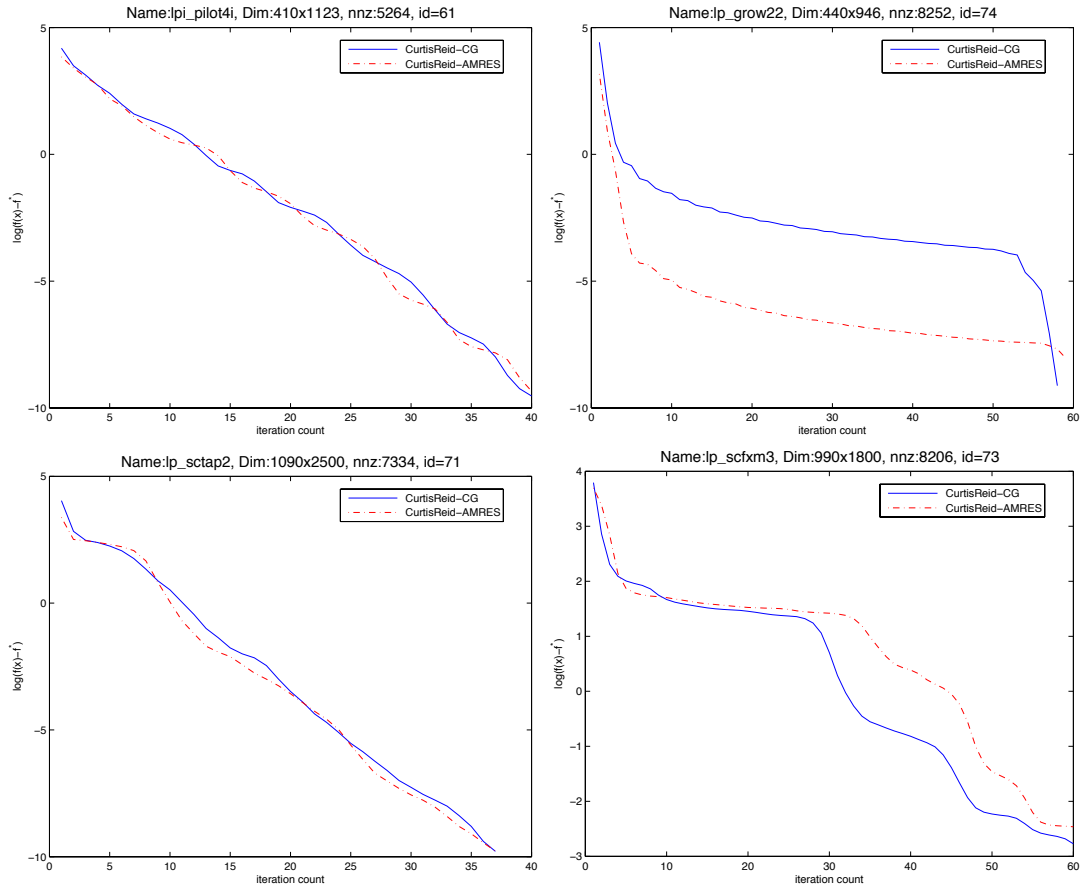 Name:lpi_pilot4i, Dim:410x1123, nnz:5264, id=61
5
0
−5
−10
log(f(x)−f*)
CurtisReid−CG
CurtisReid−AMRES
0 5 10 15 20 25 30 35 40
iteration count
Name:lp_grow22, Dim:440x946, nnz:8252, id=74
5
0
−5
−10
log(f(x)−f*)
CurtisReid−CG
CurtisReid−AMRES
0 10 20 30 40 50 60
iteration count
Name:lp_sctap2, Dim:1090x2500, nnz:7334, id=71
5
0
−5
−10
log(f(x)−f*)
CurtisReid−CG
CurtisReid−AMRES
0 5 10 15 20 25 30 35 40
iteration count
Name:lp_scfxm3, Dim:990x1800, nnz:8206, id=73
4
3
2
1
0
−1
−2
−3
log(f(x)−f*)
CurtisReid−CG
CurtisReid−AMRES
0 10 20 30 40 50 60
iteration count